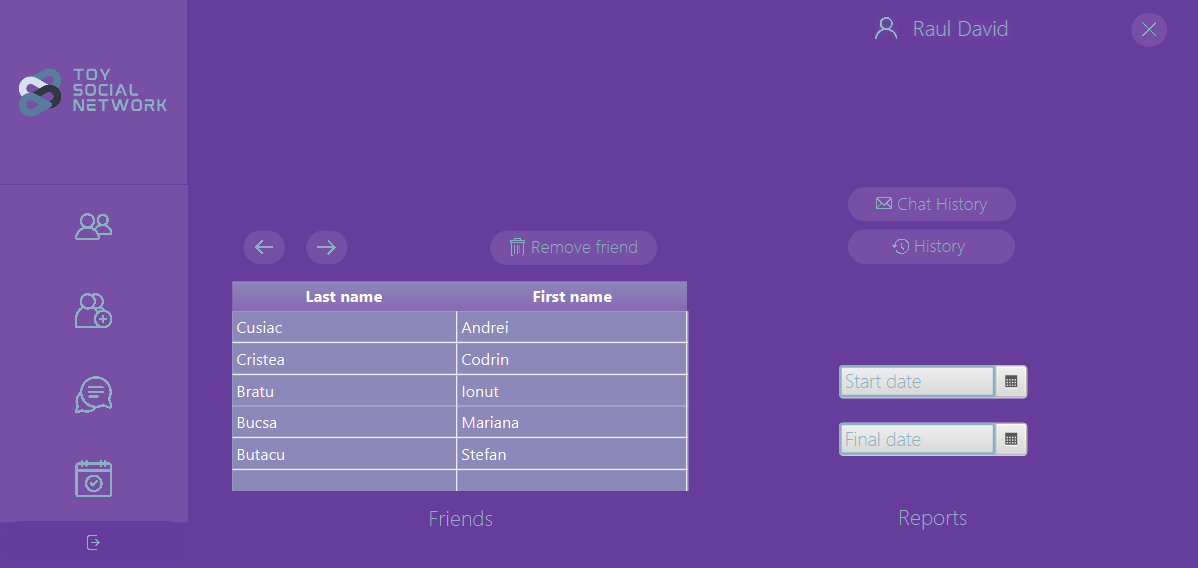 TOY
SOCIAL
NETWORK
Raul David
Chat History
History
Remove friend
Last name First name
Cusiac Andrei
Cristea Codrin
Bratu Ionut
Bucsa Mariana
Butacu Stefan
Friends
Start date
Final date
Reports